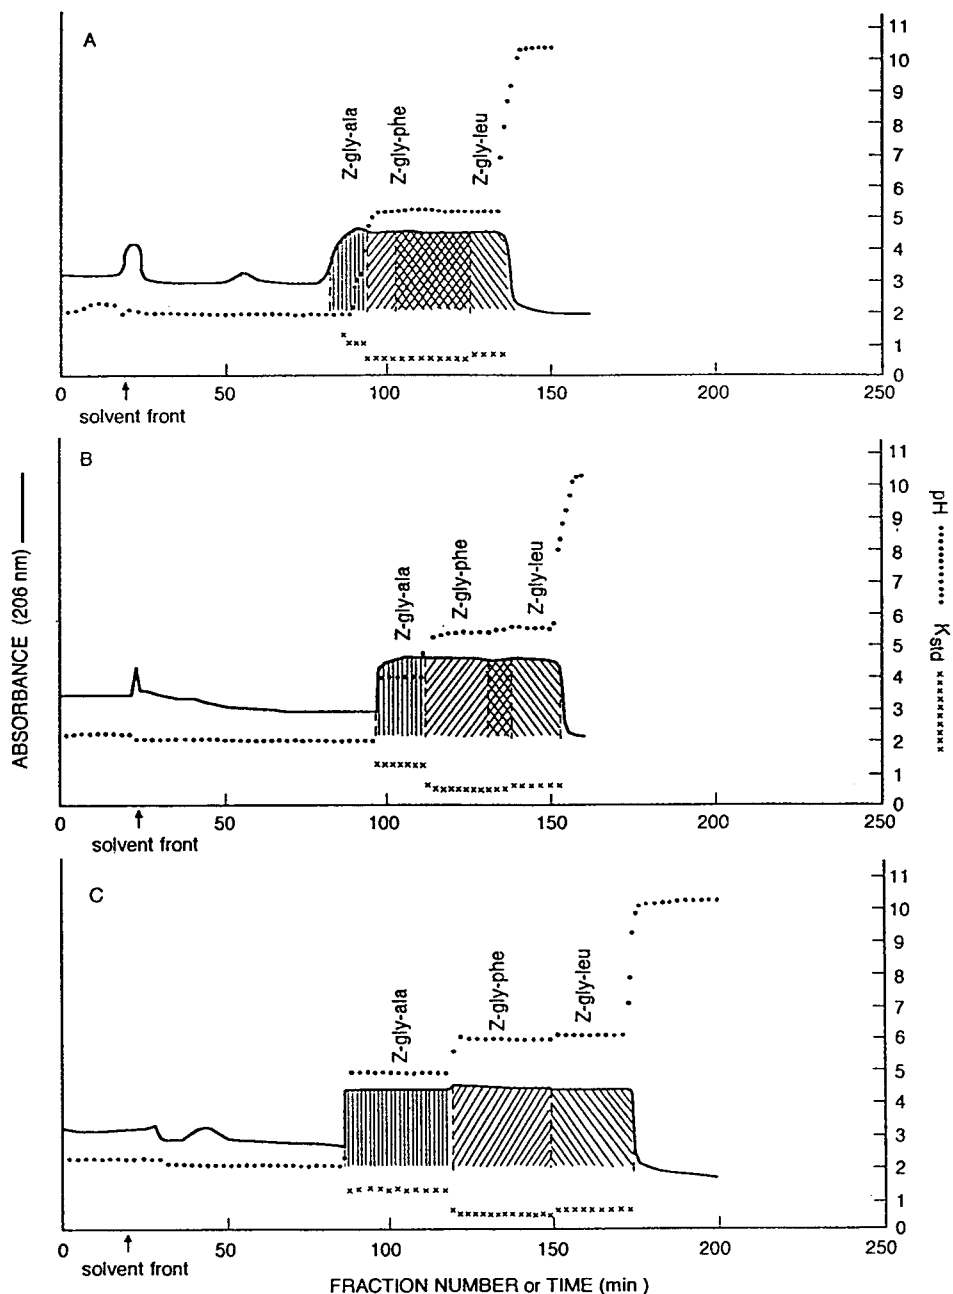 A
Z-gly-ala
Z-gly-phe
Z-gly-leu
11
10
9
8
7
6
5
4
3
2
1
0
0
50
100
150
200
250
solvent front
B
Z-gly-ala
Z-gly-phe
Z-gly-leu
11
10
9
8
7
6
5
4
3
2
1
0
0
50
100
150
200
250
solvent front
ABSORBANCE (206 nm)
pH
Kstd
xxxxxxxxxx
C
Z-gly-ala
Z-gly-phe
Z-gly-leu
11
10
9
8
7
6
5
4
3
2
1
0
0
50
100
150
200
250
solvent front
FRACTION NUMBER or TIME (min )